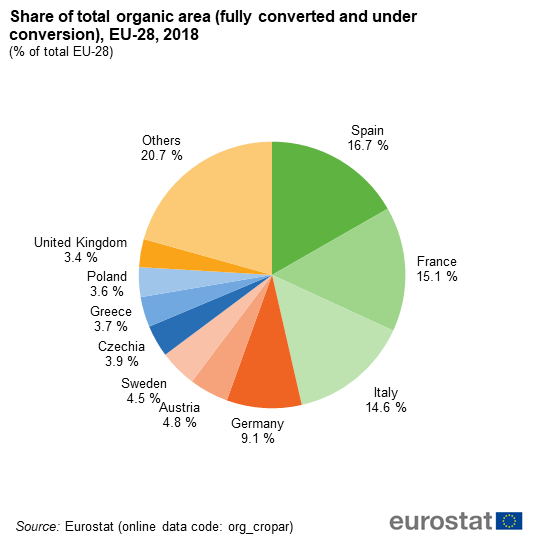 Share of total organic area (fully converted and under
conversion), EU-28, 2018
(% of total EU-28)
Spain
16.7 %
France
15.1 %
Italy
14.6 %
Germany
9.1 %
Austria
4.8 %
Sweden
4.5 %
Czechia
3.9 %
Greece
3.7 %
Poland
3.6 %
United Kingdom
3.4 %
Others
20.7 %
Source: Eurostat (online data code: org_cropar)
eurostat